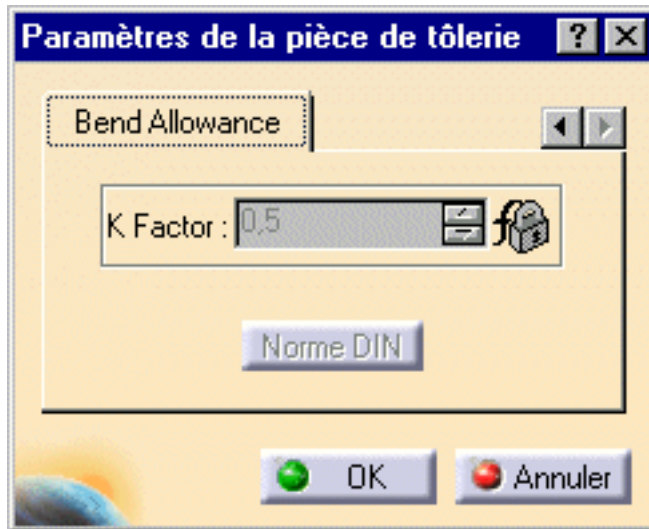 Paramètres de la pièce de tôlerie
Bend Allowance
K Factor : 0,5
Norme DIN
OK Annuler